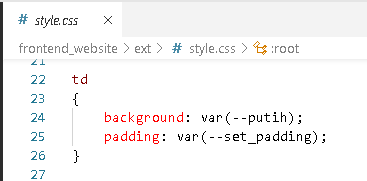 # style.css
frontend_website > ext > # style.css > :root
21
22 td
23 {
24 background: var(--putih);
25 padding: var(--set_padding);
26 }
27